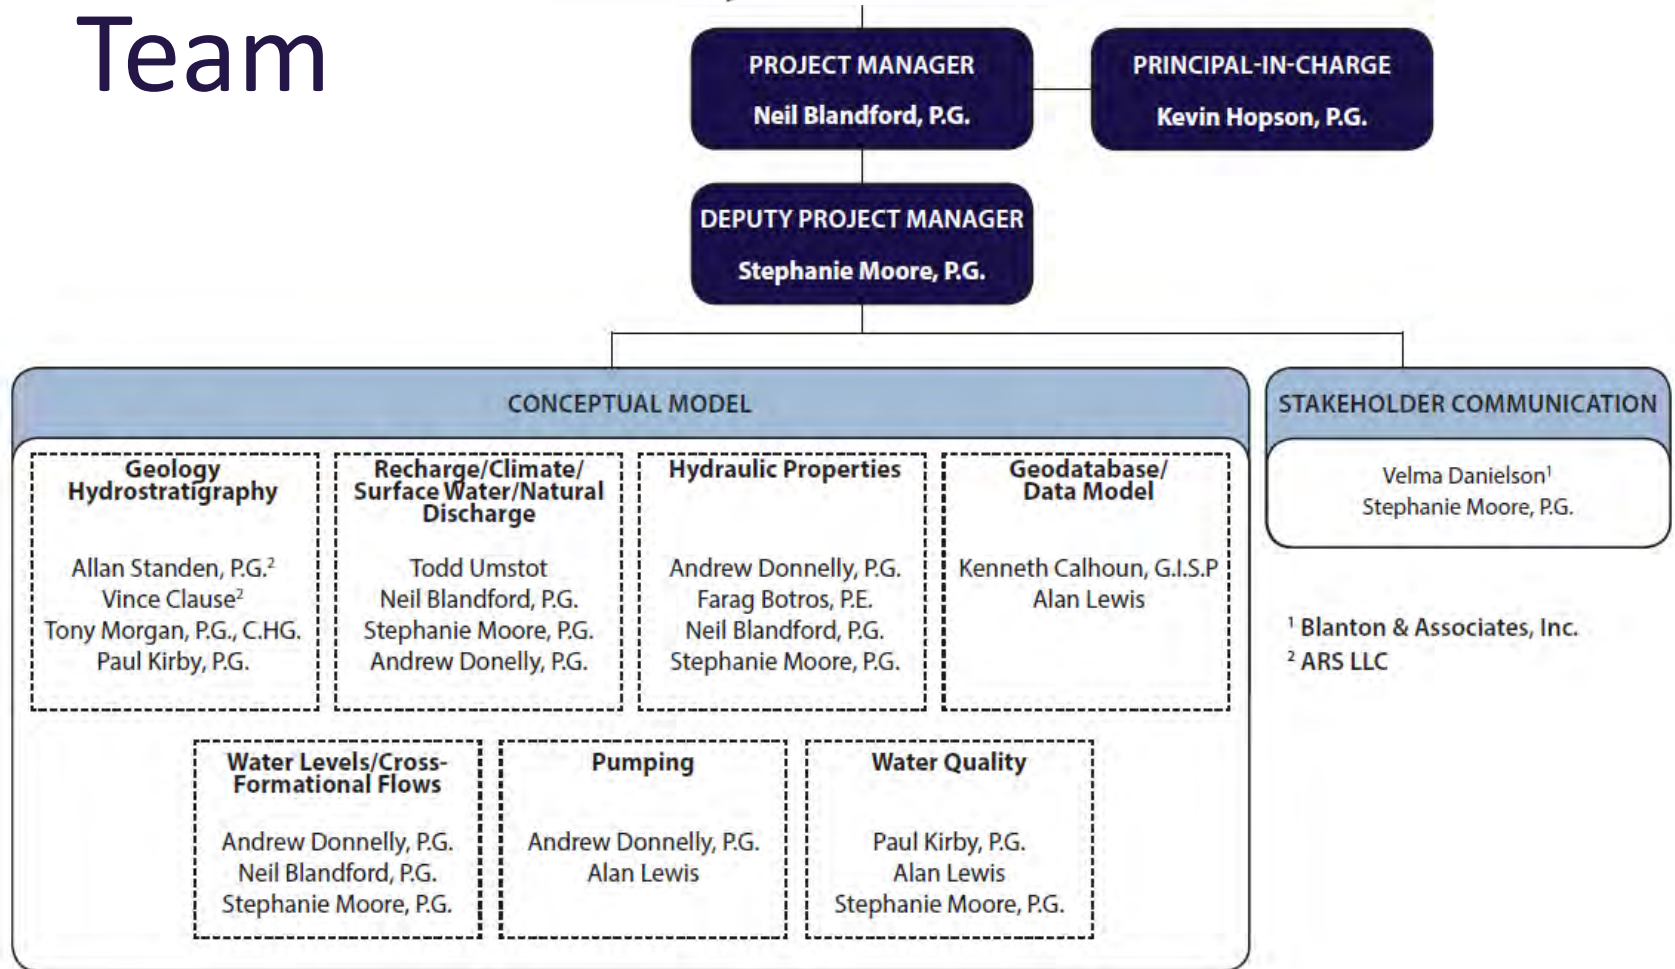 Team
PROJECT MANAGER
Neil Blandford, P.G.
PRINCIPAL-IN-CHARGE
Kevin Hopson, P.G.
DEPUTY PROJECT MANAGER
Stephanie Moore, P.G.
CONCEPTUAL MODEL
Geology
Hydrostratigraphy
Allan Standen, P.G.²
Vince Clause²
Tony Morgan, P.G., C.HG.
Paul Kirby, P.G.
Recharge/Climate/
Surface Water/Natural
Discharge
Todd Umstot
Neil Blandford, P.G.
Stephanie Moore, P.G.
Andrew Donelly, P.G.
Hydraulic Properties
Andrew Donnelly, P.G.
Farag Botros, P.E.
Neil Blandford, P.G.
Stephanie Moore, P.G.
Geodatabase/
Data Model
Kenneth Calhoun, G.I.S.P
Alan Lewis
Water Levels/Cross-
Formational Flows
Andrew Donnelly, P.G.
Neil Blandford, P.G.
Stephanie Moore, P.G.
Pumping
Andrew Donnelly, P.G.
Alan Lewis
Water Quality
Paul Kirby, P.G.
Alan Lewis
Stephanie Moore, P.G.
STAKEHOLDER COMMUNICATION
Velma Danielson¹
Stephanie Moore, P.G.
¹ Blanton & Associates, Inc.
² ARS LLC